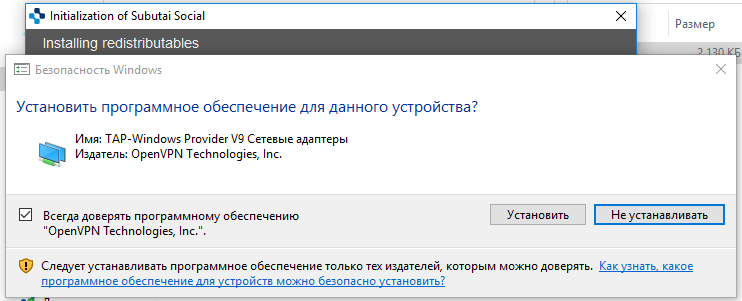 Initialization of Subutai Social
Installing redistributables
Размер
2 130 КБ
Безопасность Windows
Установить программное обеспечение для данного устройства?
Имя: TAP-Windows Provider V9 Сетевые адаптеры
Издатель: OpenVPN Technologies, Inc.
Всегда доверять программному обеспечению
"OpenVPN Technologies, Inc.".
Установить
Не устанавливать
Следует устанавливать программное обеспечение только тех издателей, которым можно доверять. Как узнать, какое
программное обеспечение для устройств можно безопасно установить?